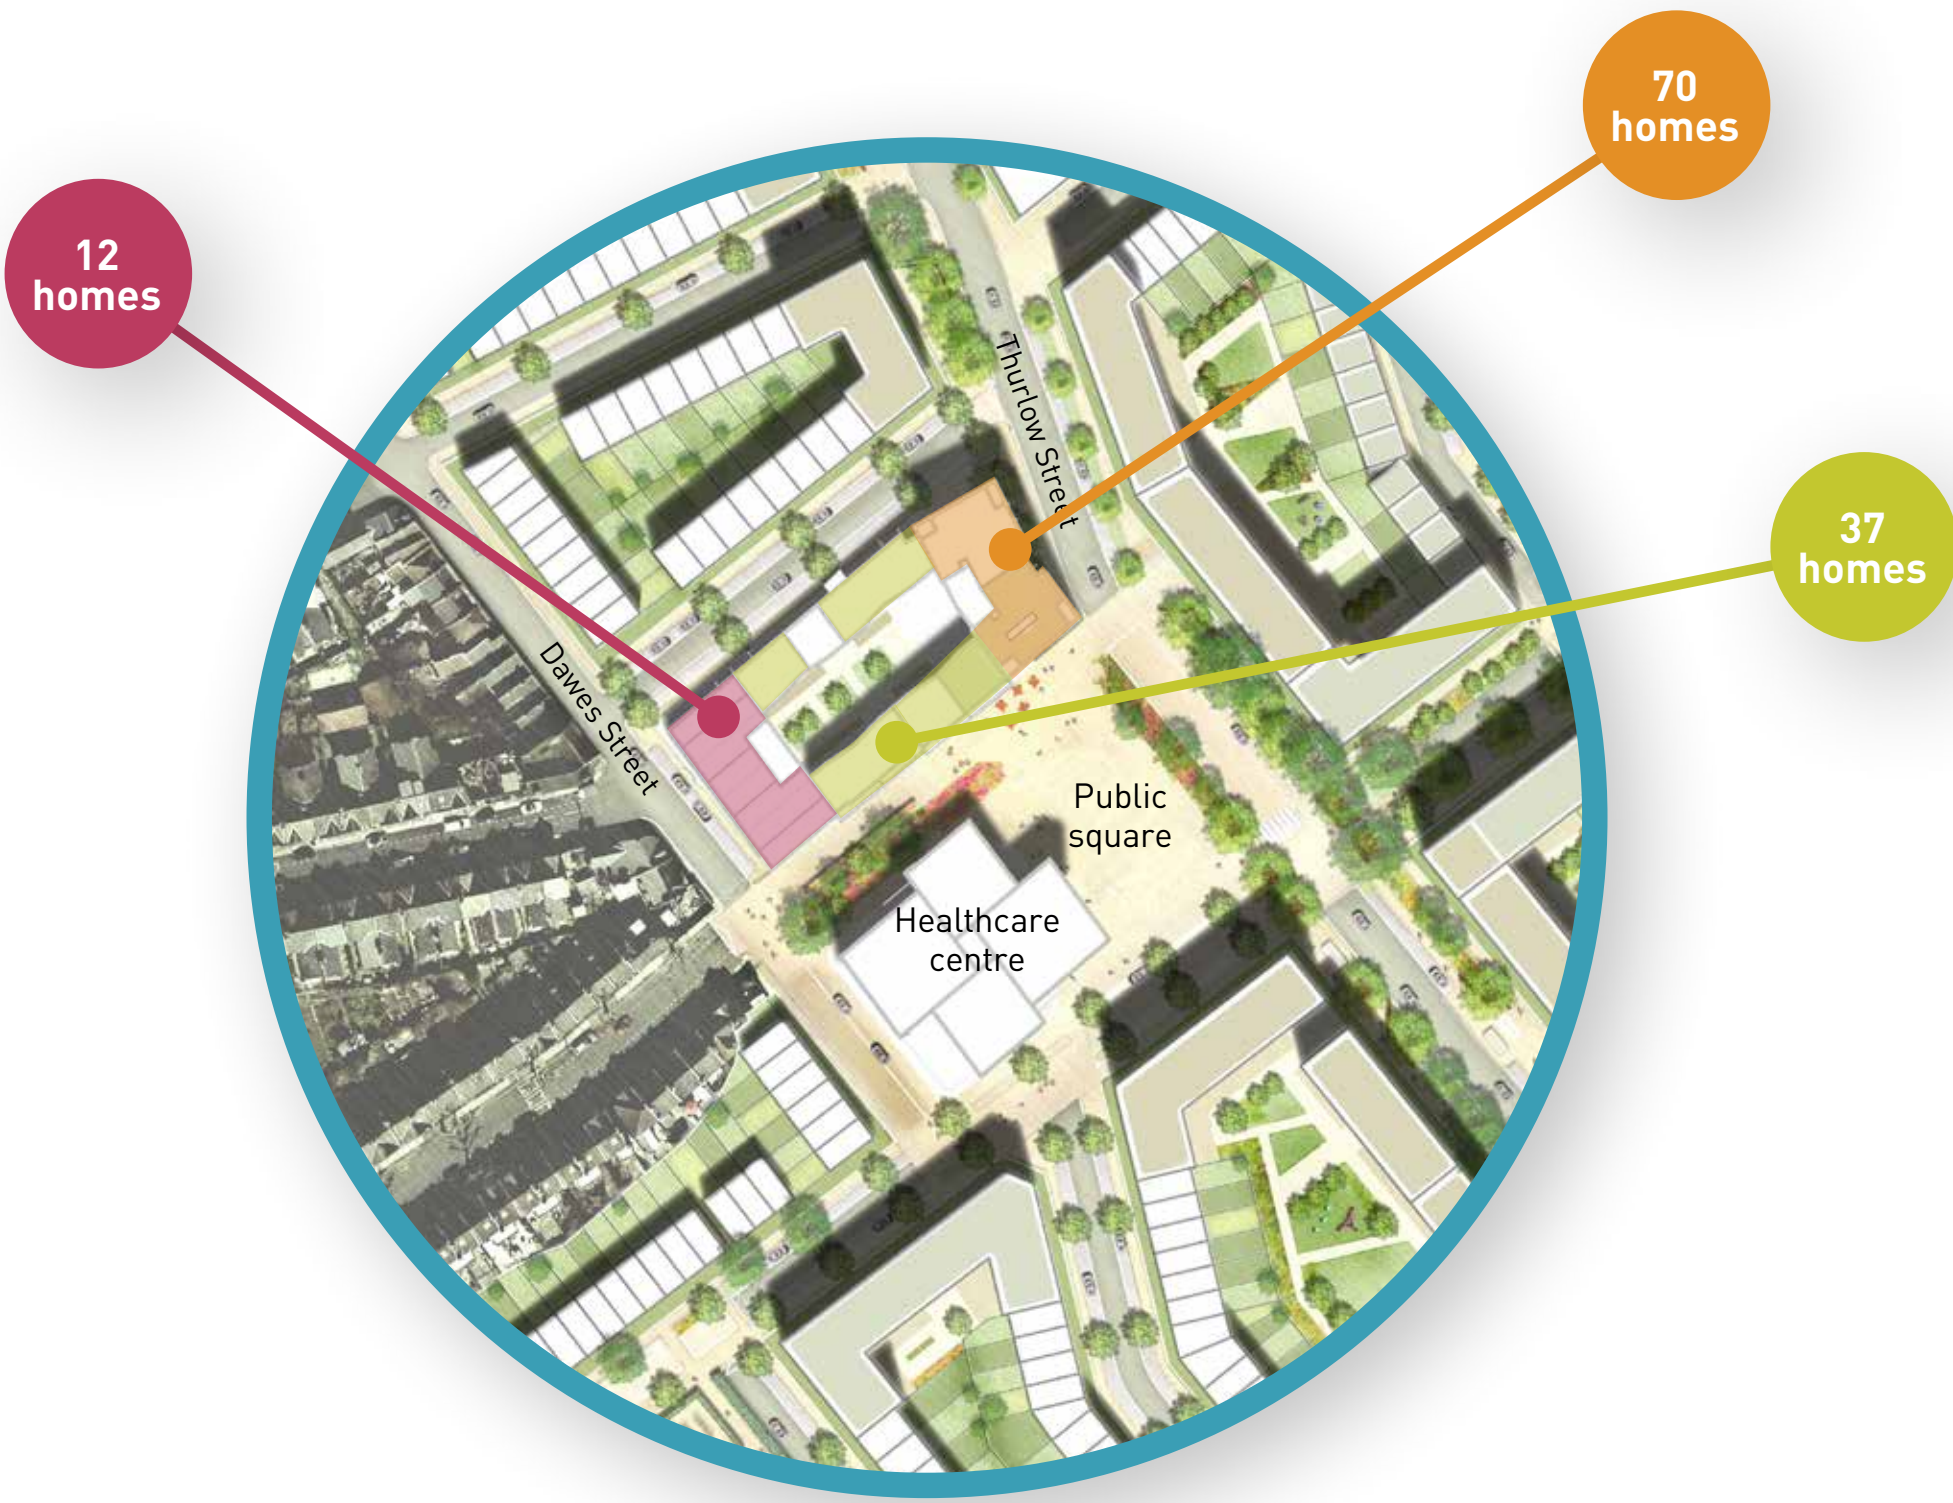 70
homes
12
homes
Thurlow Street
37
homes
Dawes Street
Public
square
Healthcare
centre